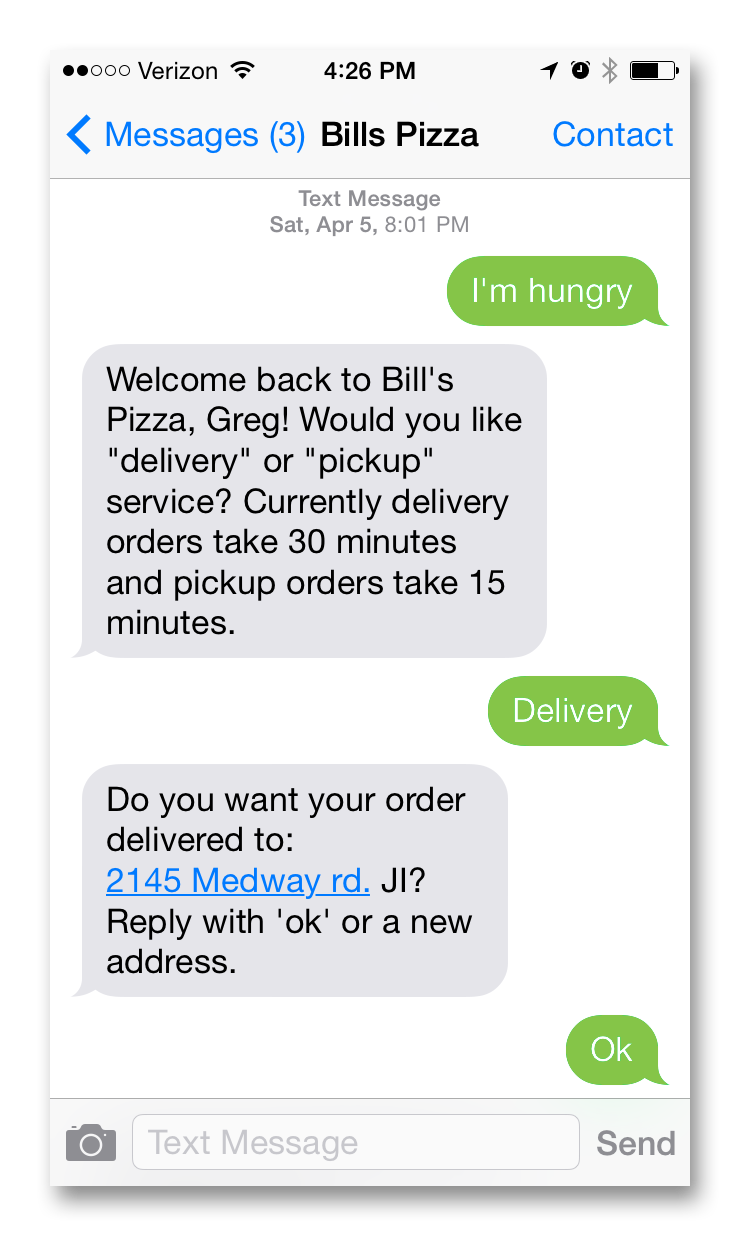 Verizon 4:26 PM
Messages (3) Bills Pizza Contact
Text Message
Sat, Apr 5, 8:01 PM
I'm hungry
Welcome back to Bill's
Pizza, Greg! Would you like
"delivery" or "pickup"
service? Currently delivery
orders take 30 minutes
and pickup orders take 15
minutes.
Delivery
Do you want your order
delivered to:
2145 Medway rd. JI?
Reply with 'ok' or a new
address.
Ok
Text Message Send